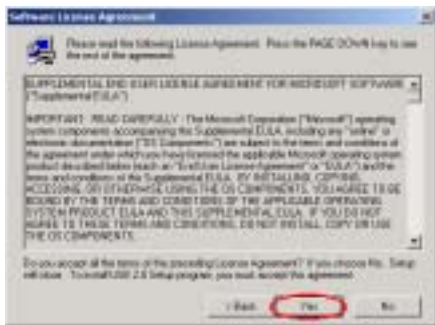 Software License Agreement
Please read the following License Agreement. Press the PAGE DOWN key to see
the rest of the agreement.
SUPPLEMENTAL END USER LICENSE AGREEMENT FOR MICROSOFT SOFTWARE
("Supplemental EULA")
IMPORTANT: READ CAREFULLY - The Microsoft Corporation ("Microsoft") operating
system components accompanying this Supplemental EULA, including any "online" or
electronic documentation ("OS Components") are subject to the terms and conditions of
the agreement under which you have licensed the applicable Microsoft operating system
product described below (each an "End User License Agreement" or "EULA") and the
terms and conditions of this Supplemental EULA. BY INSTALLING, COPYING,
ACCESSING, OR OTHERWISE USING THE OS COMPONENTS, YOU AGREE TO BE
BOUND BY THE TERMS AND CONDITIONS OF THE APPLICABLE OPERATING
SYSTEM PRODUCT EULA AND THIS SUPPLEMENTAL EULA. IF YOU DO NOT
AGREE TO THESE TERMS AND CONDITIONS, DO NOT INSTALL, COPY OR USE
THE OS COMPONENTS.
Do you accept all the terms of the preceding License Agreement? If you choose No, Setup
will close. To install USB 2.0 Setup program, you must accept this agreement.
< Back
Yes
No